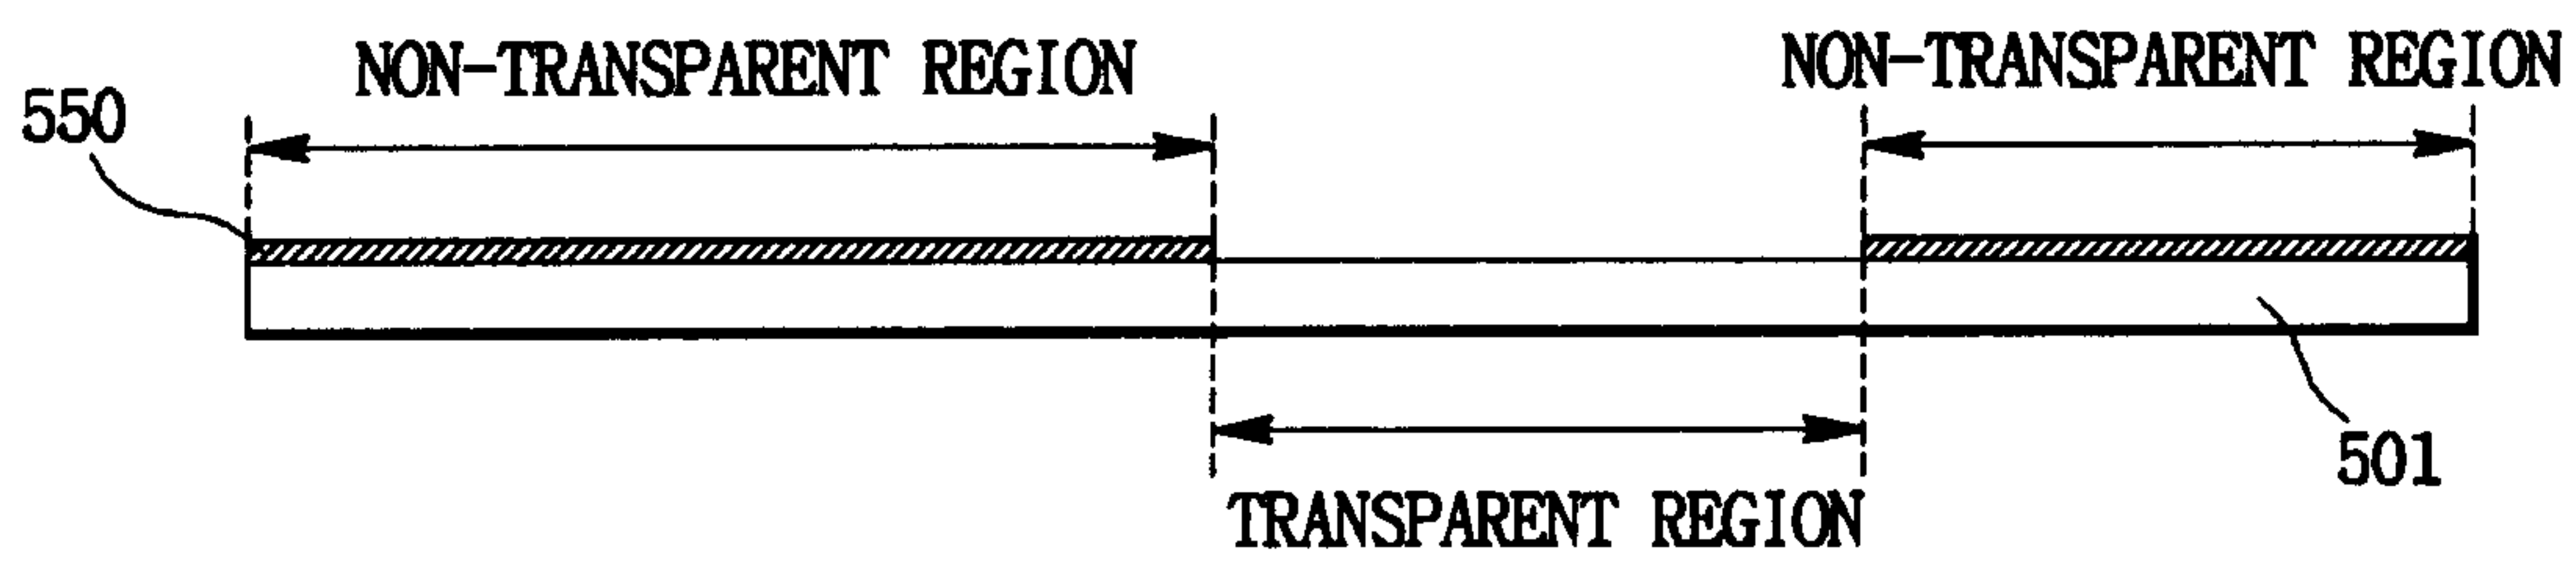 NON-TRANSPARENT REGION
NON-TRANSPARENT REGION
550
501
TRANSPARENT REGION